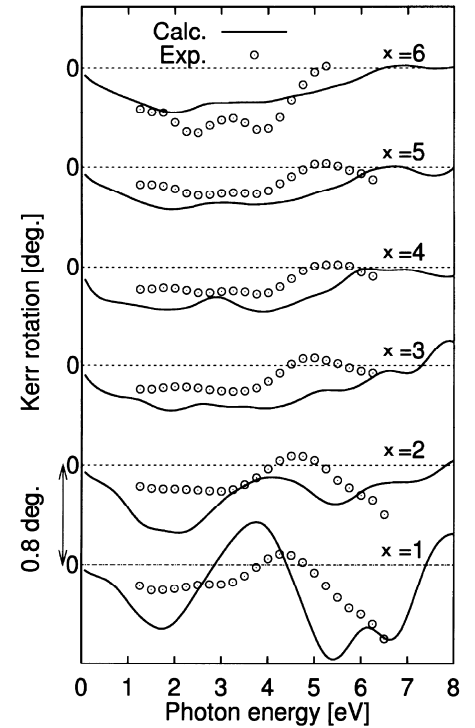 Calc.
Exp.
x =6
0
x =5
0
x =4
0
x =3
0
x =2
0
x =1
0
Kerr rotation [deg.]
0.8 deg.
0 1 2 3 4 5 6 7 8
Photon energy [eV]